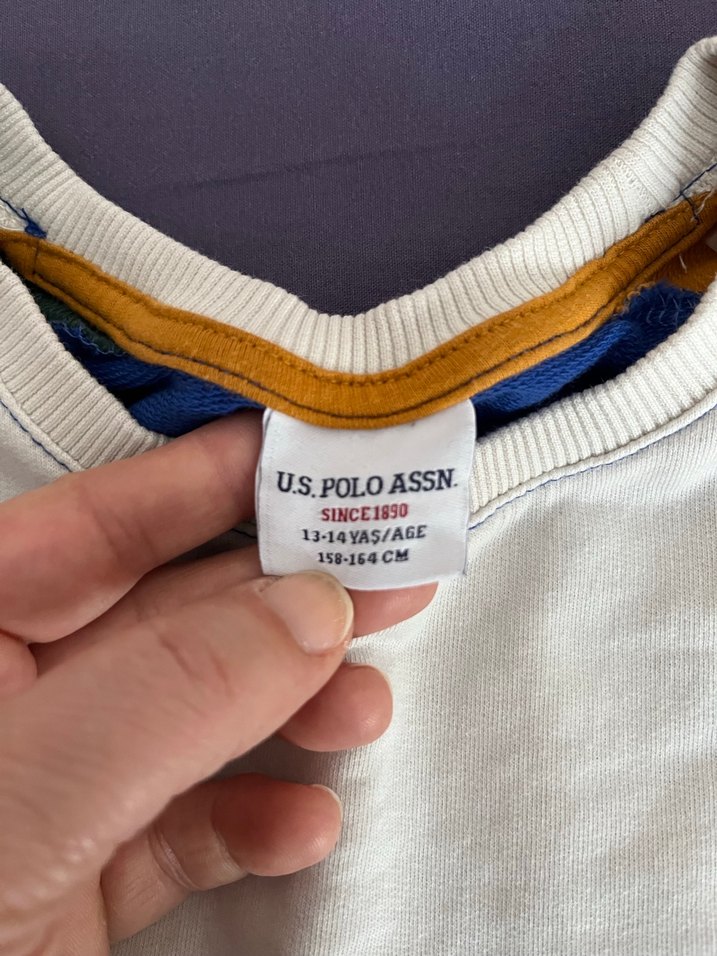 U.S. POLO ASSN.
SINCE 1890
13-14 YAŞ/AGE
158-164 CM